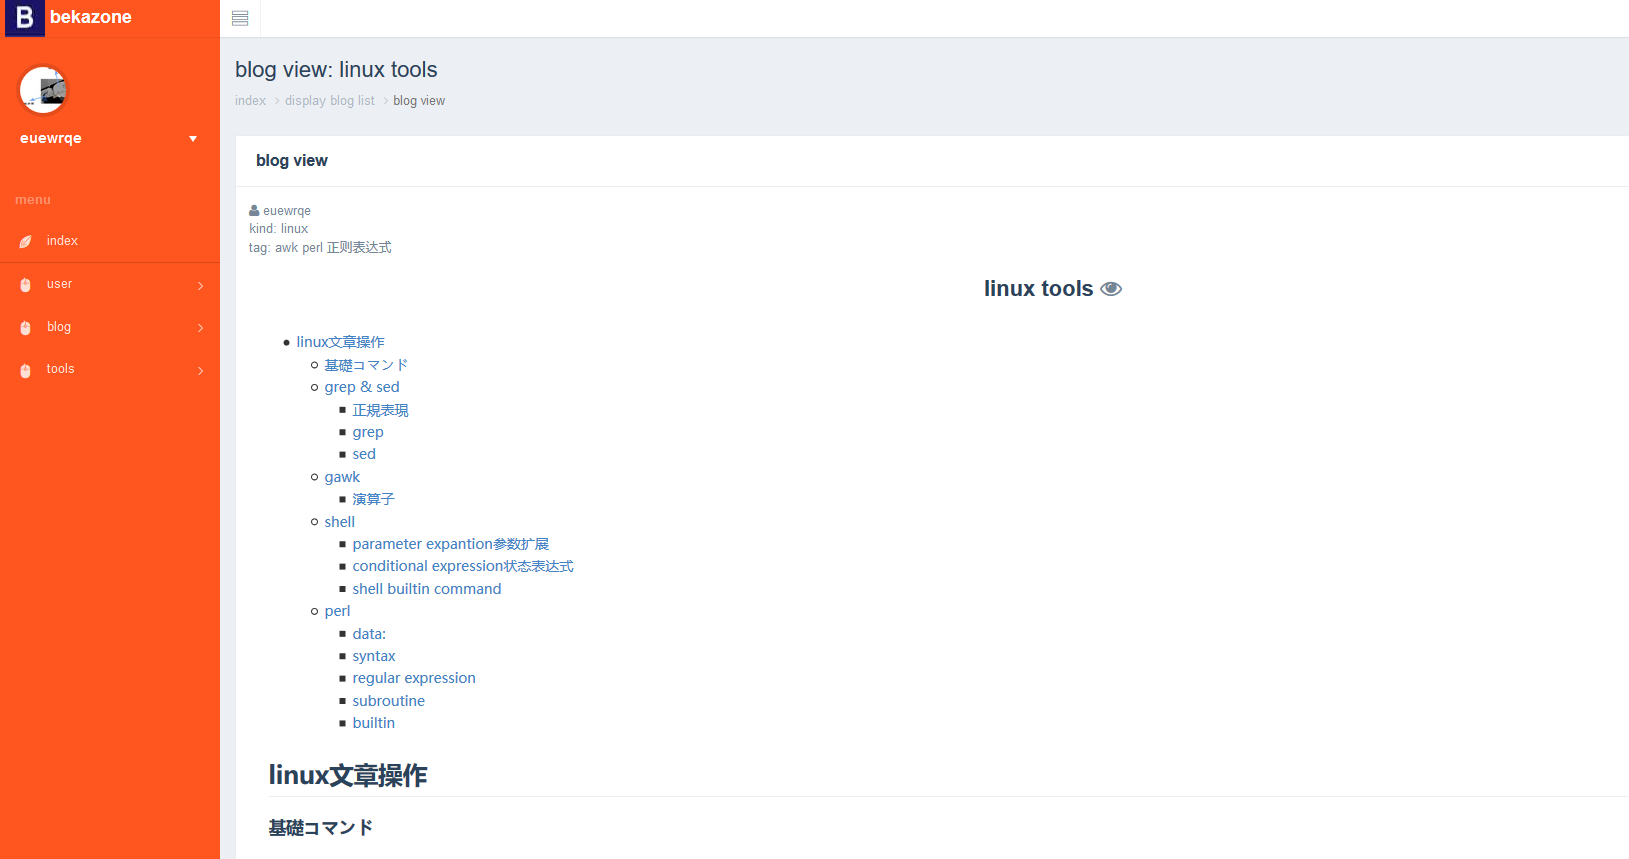 B bekazone
euewrqe
menu
index
user
blog
tools
blog view: linux tools
index > display blog list > blog view
blog view
euewrqe
kind: linux
tag: awk perl 正则表达式
linux tools
linux文章操作
基礎コマンド
grep & sed
正規表現
grep
sed
gawk
演算子
shell
parameter expantion参数扩展
conditional expression状态表达式
shell builtin command
perl
data:
syntax
regular expression
subroutine
builtin
linux文章操作
基礎コマンド